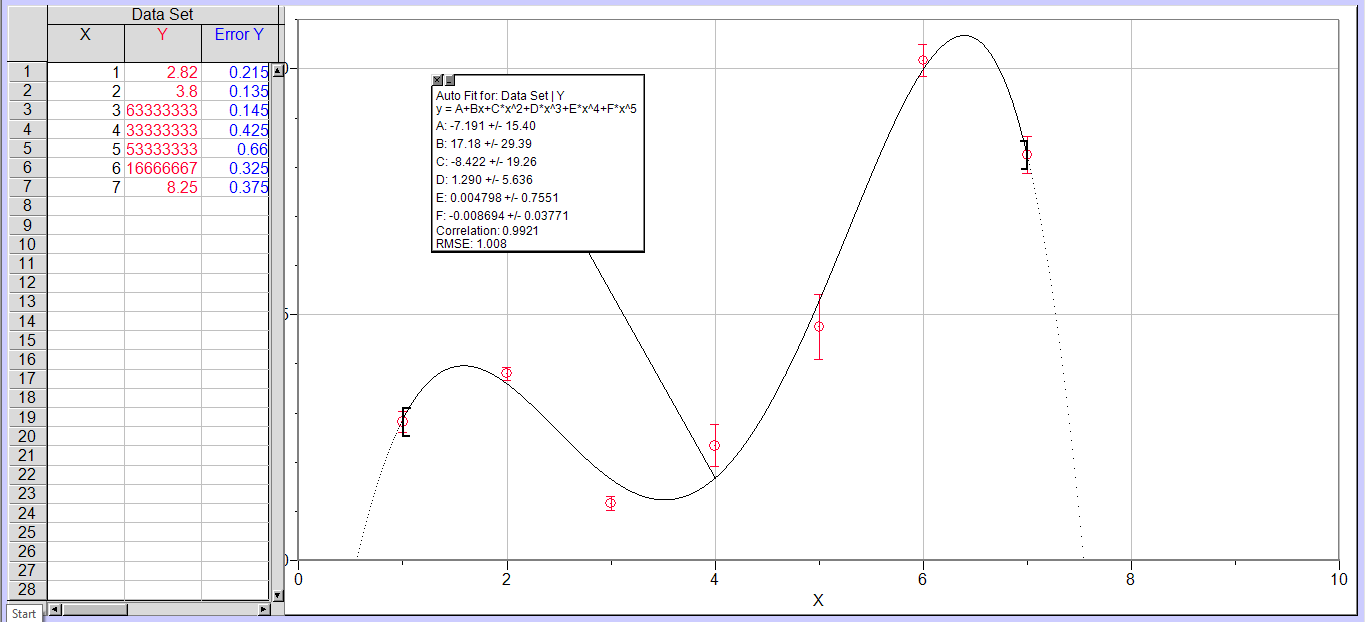 Data Set
X Y Error Y
1 1 2.82 0.215
2 2 3.8 0.135
3 3 63333333 0.145
4 4 33333333 0.425
5 5 53333333 0.66
6 6 16666667 0.325
7 7 8.25 0.375
8
9
10
11
12
13
14
15
16
17
18
19
20
21
22
23
24
25
26
27
28
Start
Auto Fit for: Data Set | Y
y = A+Bx+C*x^2+D*x^3+E*x^4+F*x^5
A: -7.191 +/- 15.40
B: 17.18 +/- 29.39
C: -8.422 +/- 19.26
D: 1.290 +/- 5.636
E: 0.004798 +/- 0.7551
F: -0.008694 +/- 0.03771
Correlation: 0.9921
RMSE: 1.008
0
5
0
0 2 4 6 8 10
X